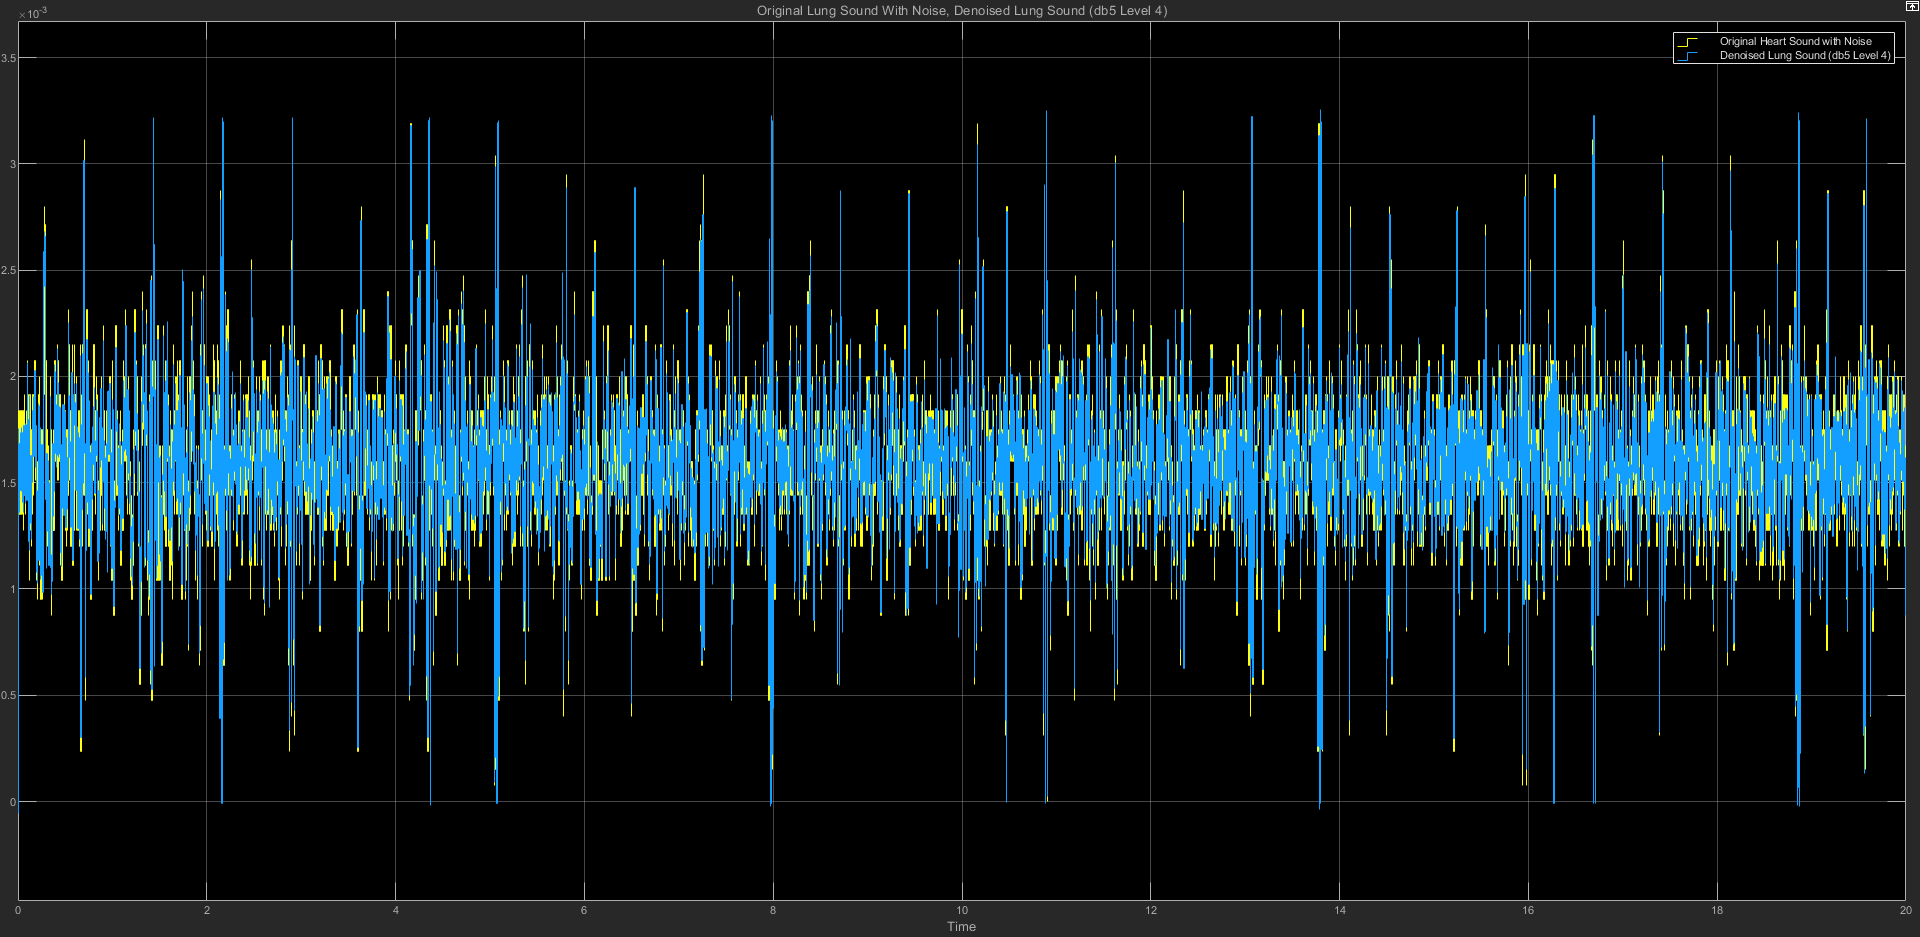 Original Lung Sound With Noise, Denoised Lung Sound (db5 Level 4)
×10⁻³
Original Heart Sound with Noise
Denoised Lung Sound (db5 Level 4)
3.5
3
2.5
2
1.5
1
0.5
0
0 2 4 6 8 10 12 14 16 18 20
Time